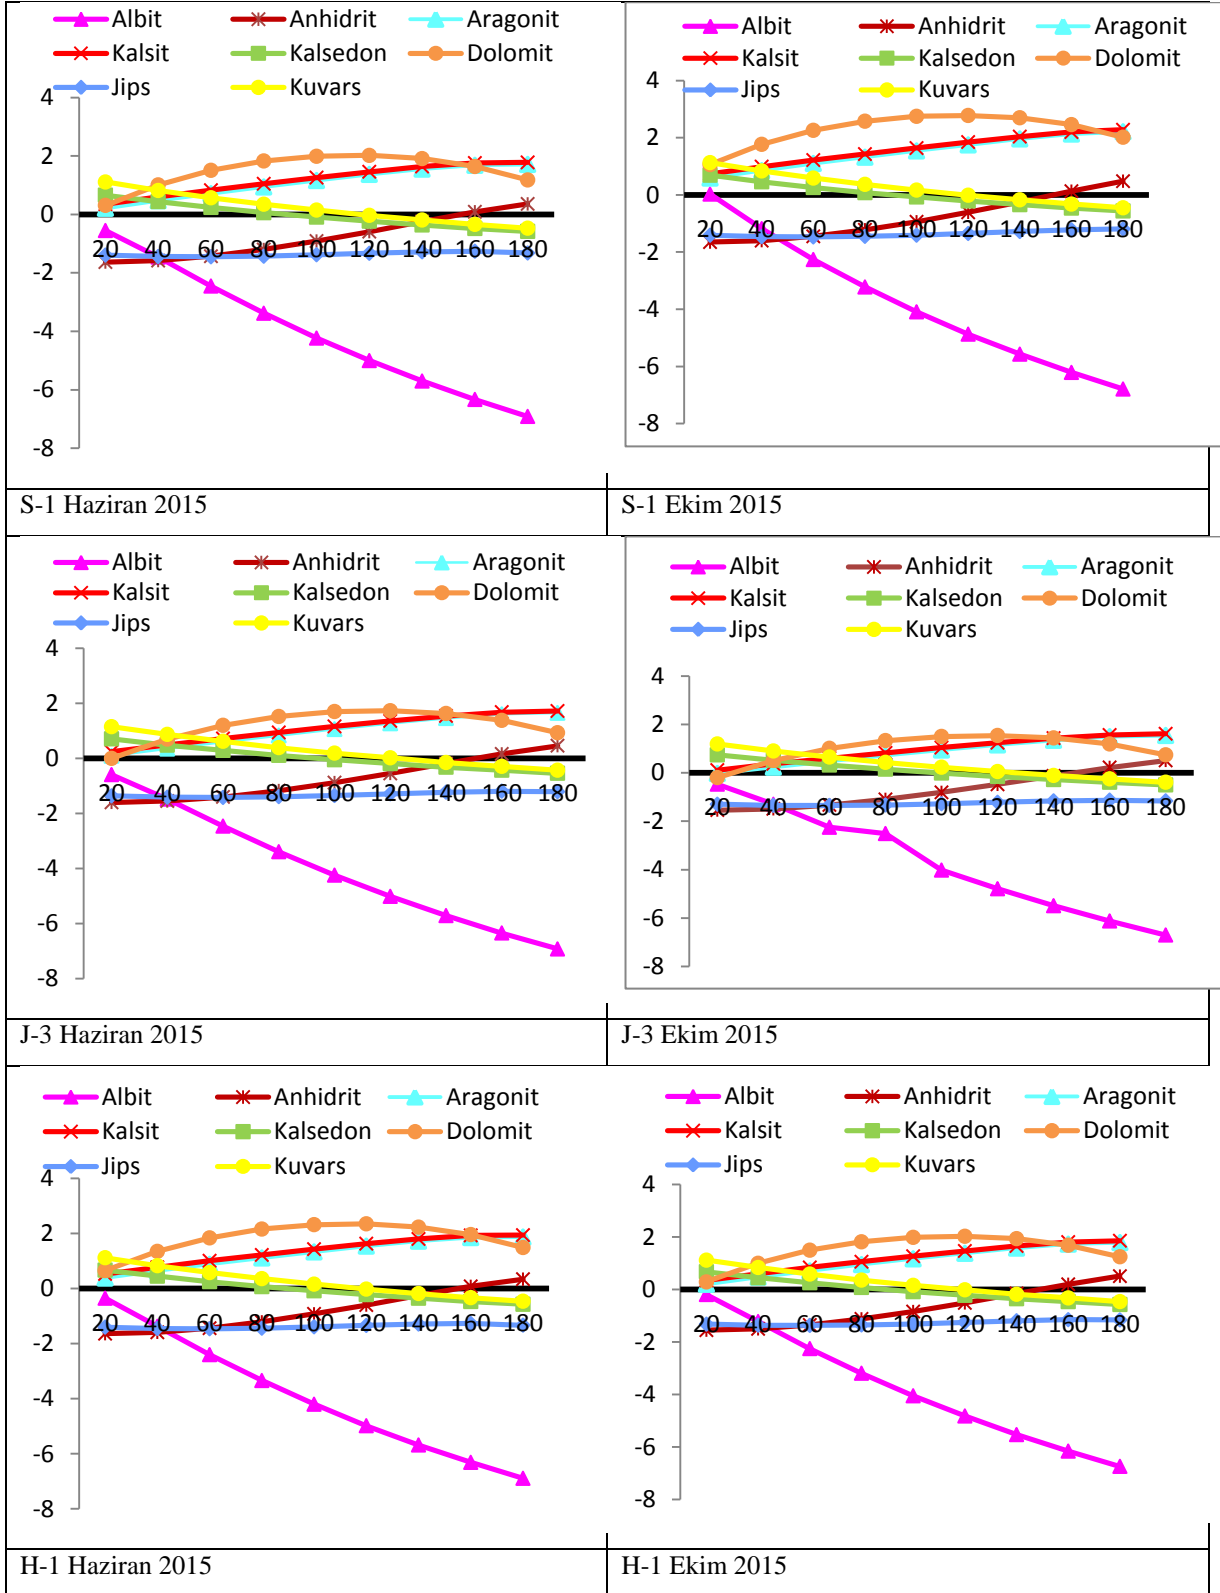 Albit Anhidrit Aragonit
Kalsit Kalsedon Dolomit
Jips Kuvars
4
2
0
-2
-4
-6
-8
20 40 60 80 100 120 140 160 180
S-1 Haziran 2015
Albit Anhidrit Aragonit
Kalsit Kalsedon Dolomit
Jips Kuvars
4
2
0
-2
-4
-6
-8
20 40 60 80 100 120 140 160 180
S-1 Ekim 2015
Albit Anhidrit Aragonit
Kalsit Kalsedon Dolomit
Jips Kuvars
4
2
0
-2
-4
-6
-8
20 40 60 80 100 120 140 160 180
J-3 Haziran 2015
Albit Anhidrit Aragonit
Kalsit Kalsedon Dolomit
Jips Kuvars
4
2
0
-2
-4
-6
-8
20 40 60 80 100 120 140 160 180
J-3 Ekim 2015
Albit Anhidrit Aragonit
Kalsit Kalsedon Dolomit
Jips Kuvars
4
2
0
-2
-4
-6
-8
20 40 60 80 100 120 140 160 180
H-1 Haziran 2015
Albit Anhidrit Aragonit
Kalsit Kalsedon Dolomit
Jips Kuvars
4
2
0
-2
-4
-6
-8
20 40 60 80 100 120 140 160 180
H-1 Ekim 2015